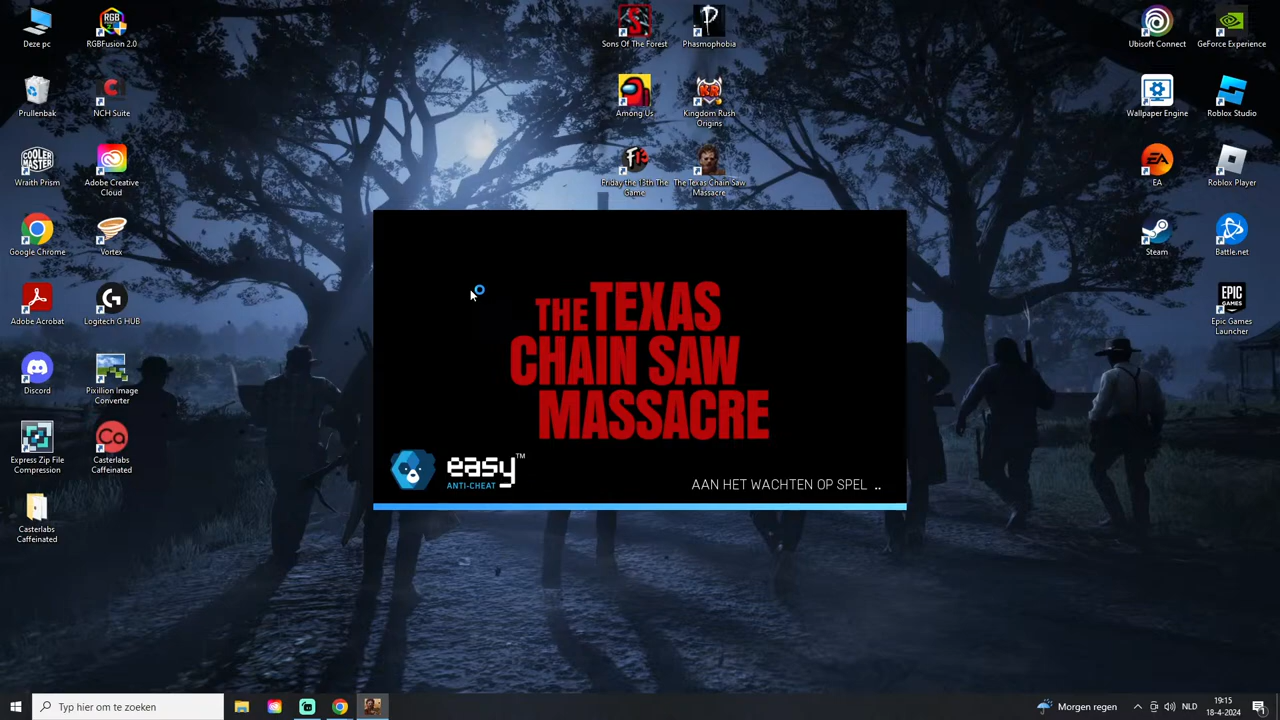 Deze pc
RGBFusion 2.0
Sons Of The Forest
Phasmophobia
Ubisoft Connect
GeForce Experience
Prullenbak
NCH Suite
Among Us
Kingdom Rush
Origins
Wallpaper Engine
Roblox Studio
Wraith Prism
Adobe Creative
Cloud
Friday the 13th The
Game
The Texas Chain Saw
Massacre
EA
Roblox Player
Google Chrome
Vortex
Steam
Battle.net
Adobe Acrobat
Logitech G HUB
Epic Games
Launcher
Discord
Pixillion Image
Converter
Express Zip File
Compression
Casterlabs
Caffeinated
Casterlabs
Caffeinated
THE TEXAS
CHAIN SAW
MASSACRE
easy™
ANTI-CHEAT
AAN HET WACHTEN OP SPEL ..
Typ hier om te zoeken
Morgen regen
NLD
19:15
18-4-2024